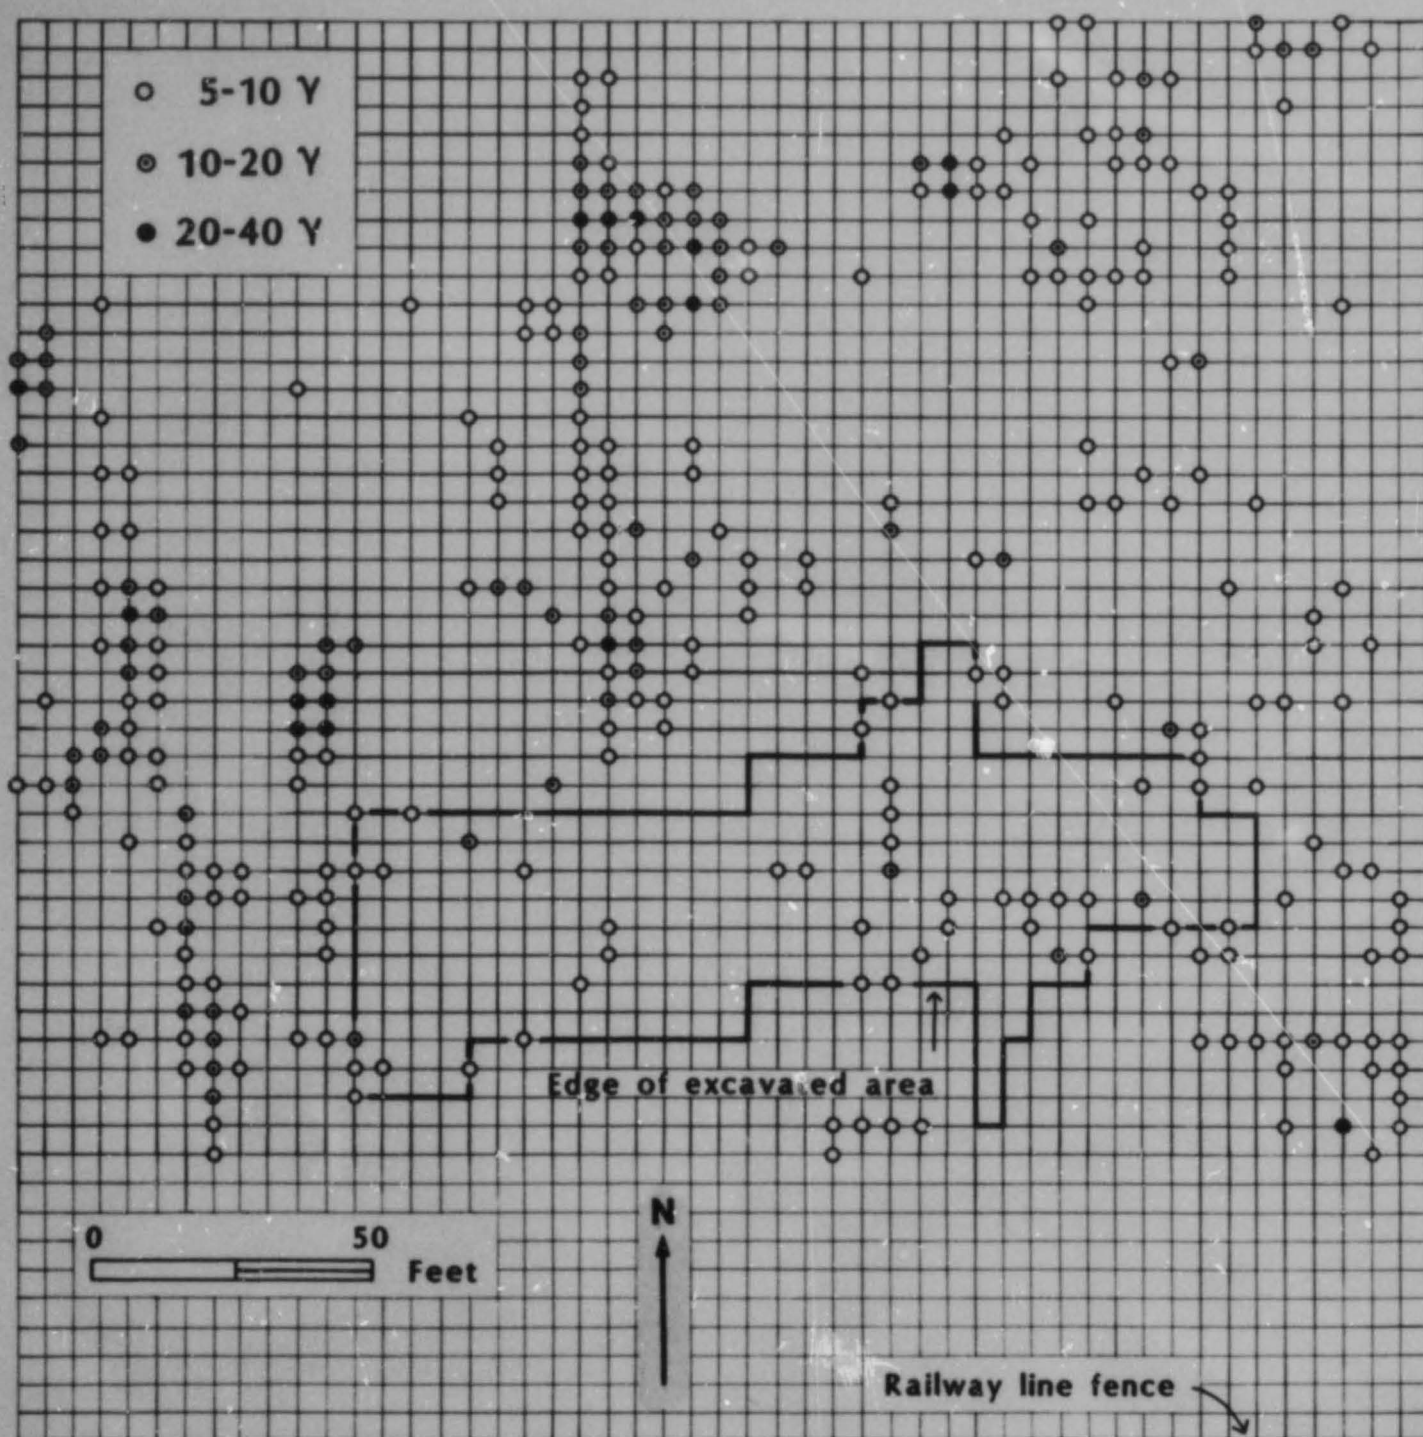 5-10 γ
10-20 γ
20-40 γ
Edge of excavated area
N
0 50
Feet
Railway line fence